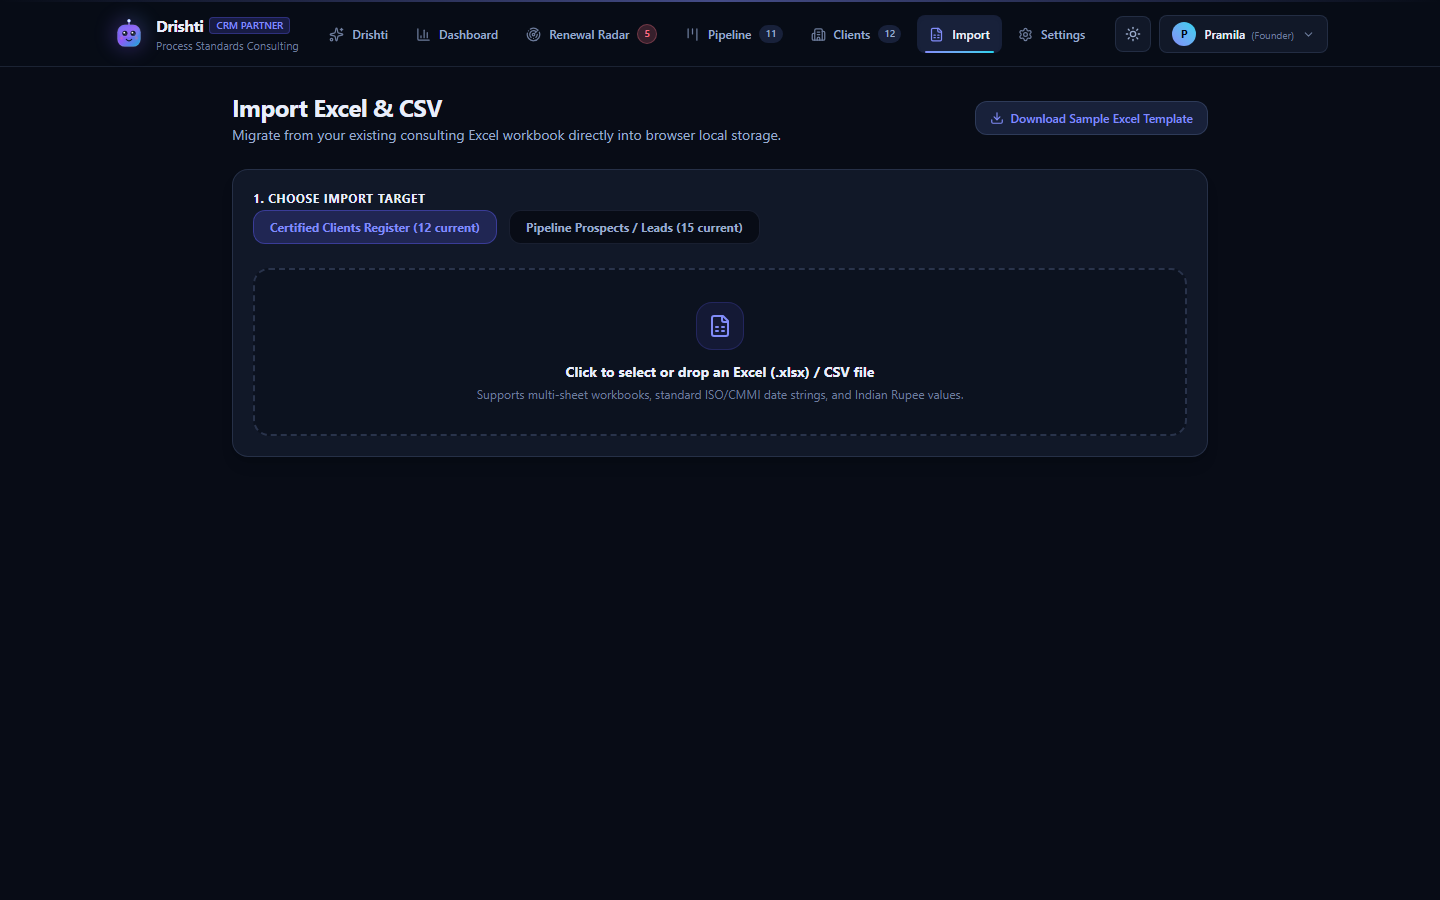 Drishti CRM PARTNER
Process Standards Consulting
Drishti
Dashboard
Renewal Radar 5
Pipeline 11
Clients 12
Import
Settings
P Pramila (Founder)
Import Excel & CSV
Migrate from your existing consulting Excel workbook directly into browser local storage.
Download Sample Excel Template
1. CHOOSE IMPORT TARGET
Certified Clients Register (12 current)
Pipeline Prospects / Leads (15 current)
Click to select or drop an Excel (.xlsx) / CSV file
Supports multi-sheet workbooks, standard ISO/CMMI date strings, and Indian Rupee values.